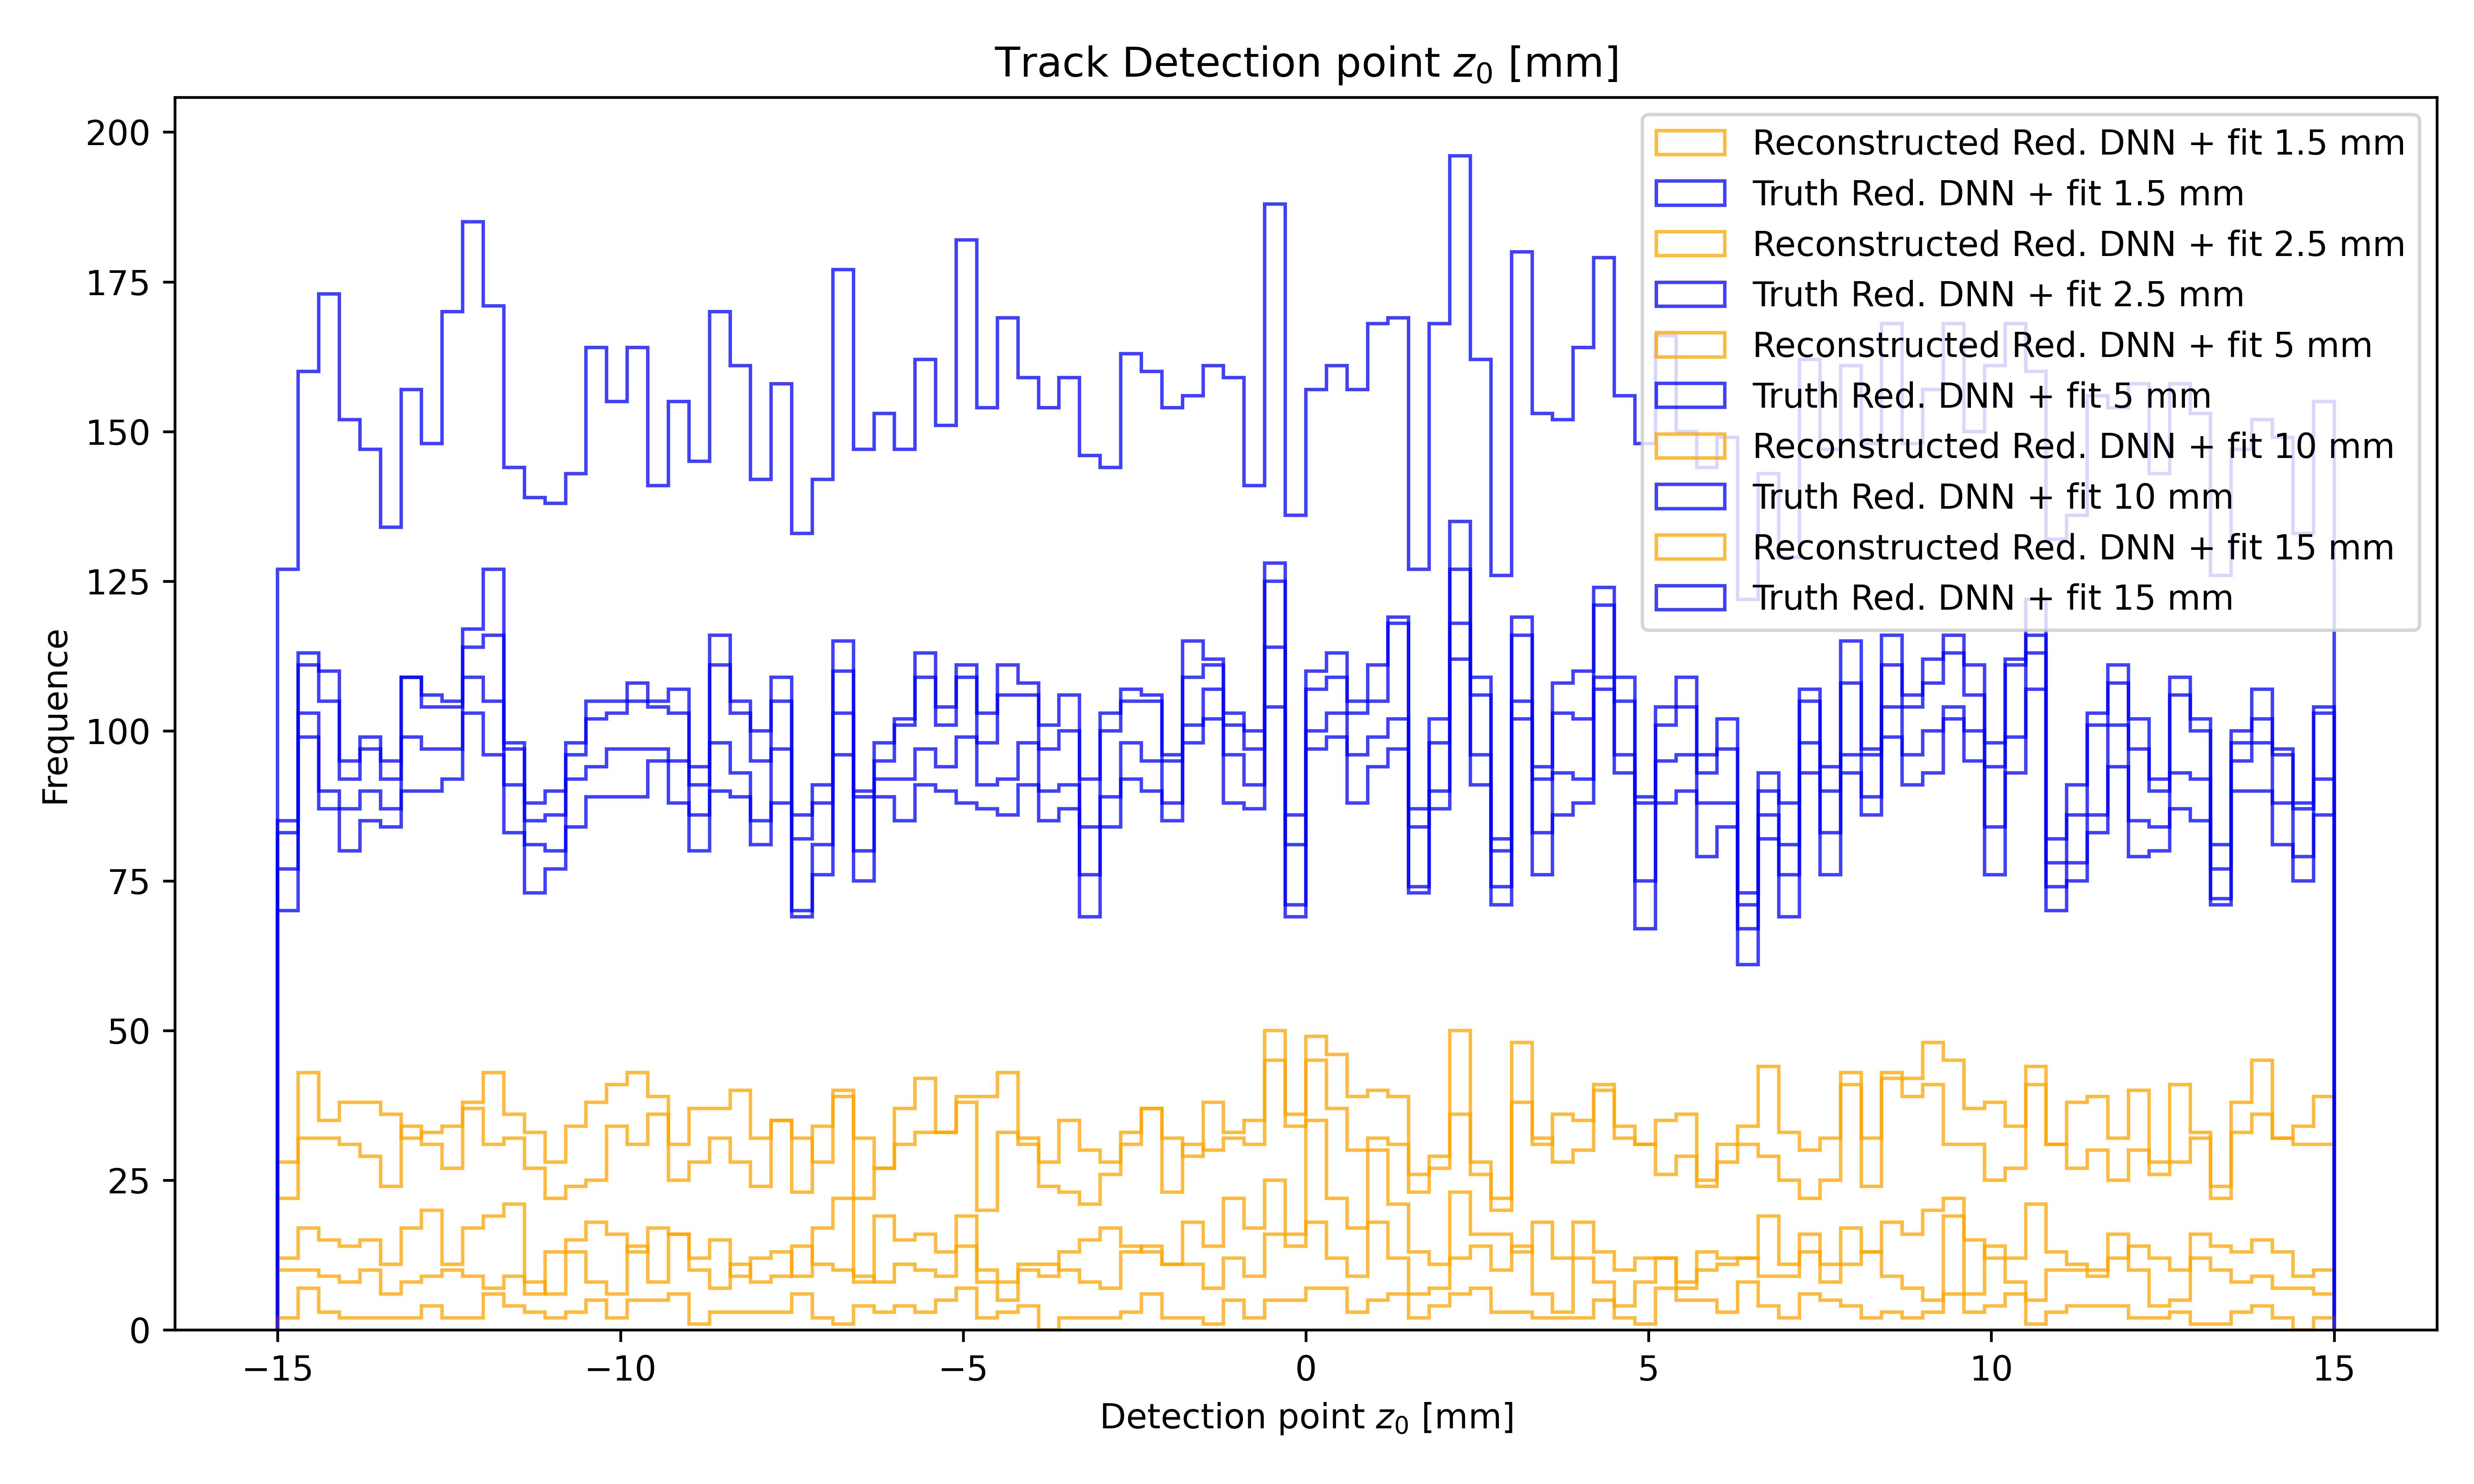 Track Detection point z₀ [mm]
Frequence
200
175
150
125
100
75
50
25
0
Reconstructed Red. DNN + fit 1.5 mm
Truth Red. DNN + fit 1.5 mm
Reconstructed Red. DNN + fit 2.5 mm
Truth Red. DNN + fit 2.5 mm
Reconstructed Red. DNN + fit 5 mm
Truth Red. DNN + fit 5 mm
Reconstructed Red. DNN + fit 10 mm
Truth Red. DNN + fit 10 mm
Reconstructed Red. DNN + fit 15 mm
Truth Red. DNN + fit 15 mm
−15 −10 −5 0 5 10 15
Detection point z₀ [mm]